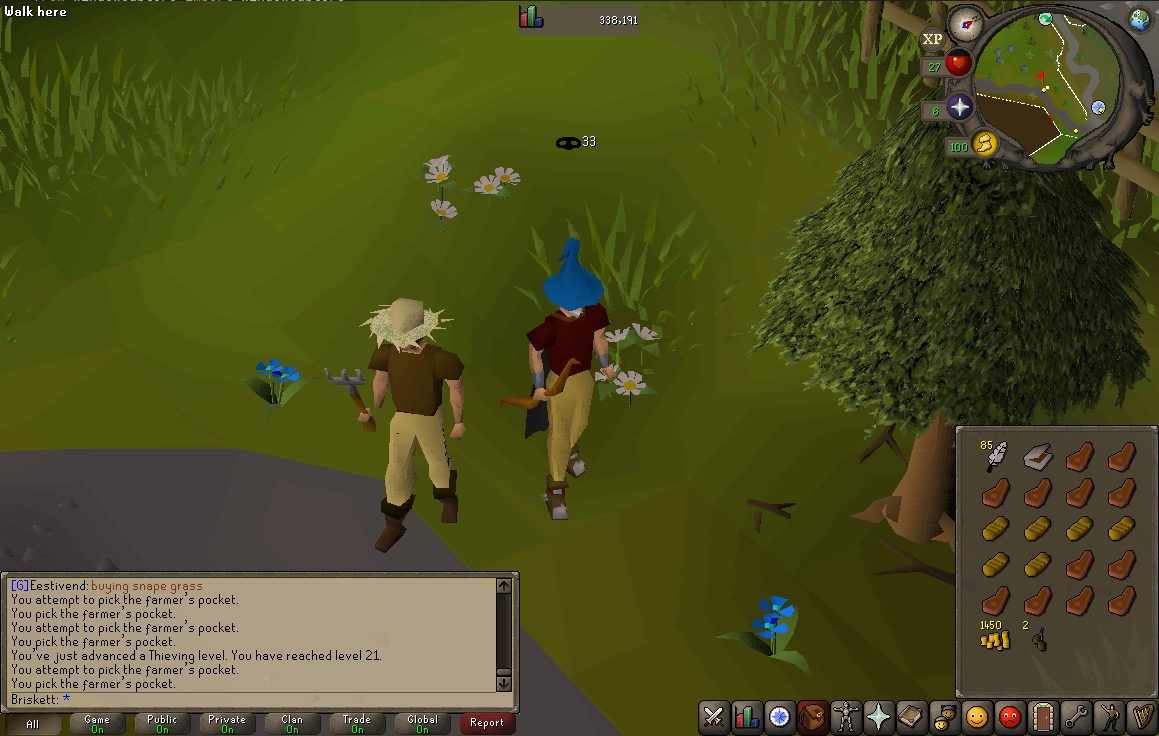 Walk here
338,191
XP
27
6
100
33
85
1450
2
[G]Eestivend: buying snape grass
You attempt to pick the farmer's pocket.
You pick the farmer's pocket.
You attempt to pick the farmer's pocket.
You pick the farmer's pocket.
You've just advanced a Thieving level. You have reached level 21.
You attempt to pick the farmer's pocket.
You pick the farmer's pocket.
Briskett: *
All
Game
On
Public
On
Private
On
Clan
On
Trade
On
Global
On
Report